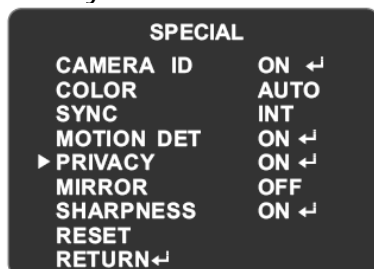 SPECIAL
CAMERA ID ON ↵
COLOR AUTO
SYNC INT
MOTION DET ON ↵
▶ PRIVACY ON ↵
MIRROR OFF
SHARPNESS ON ↵
RESET
RETURN↵